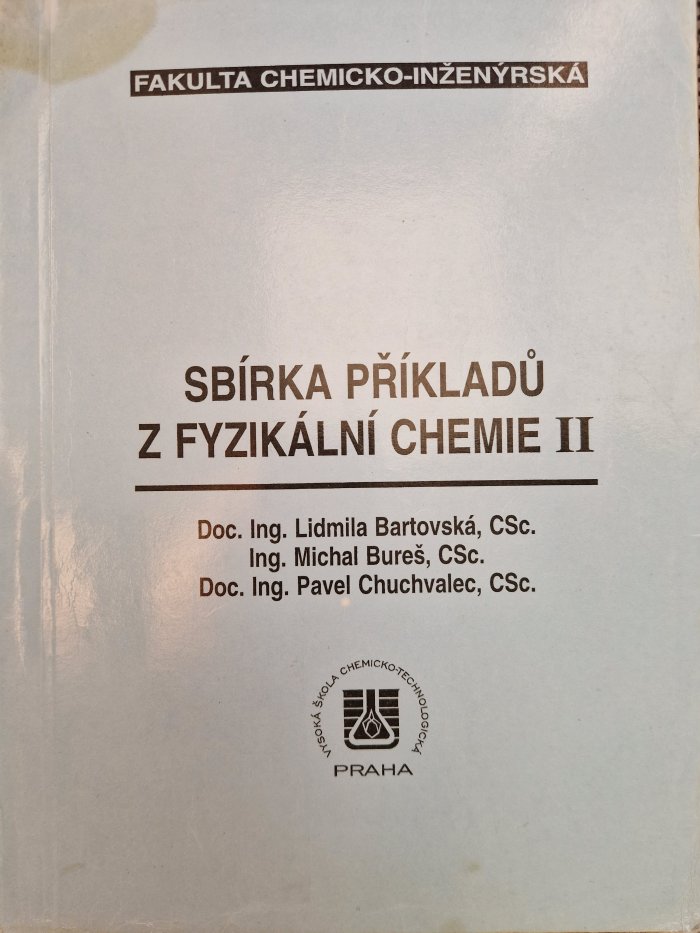 FAKULTA CHEMICKO-INŽENÝRSKÁ
SBÍRKA PŘÍKLADŮ
Z FYZIKÁLNÍ CHEMIE II
Doc. Ing. Lidmila Bartovská, CSc.
Ing. Michal Bureš, CSc.
Doc. Ing. Pavel Chuchvalec, CSc.
VYSOKÁ ŠKOLA CHEMICKO-TECHNOLOGICKÁ
PRAHA